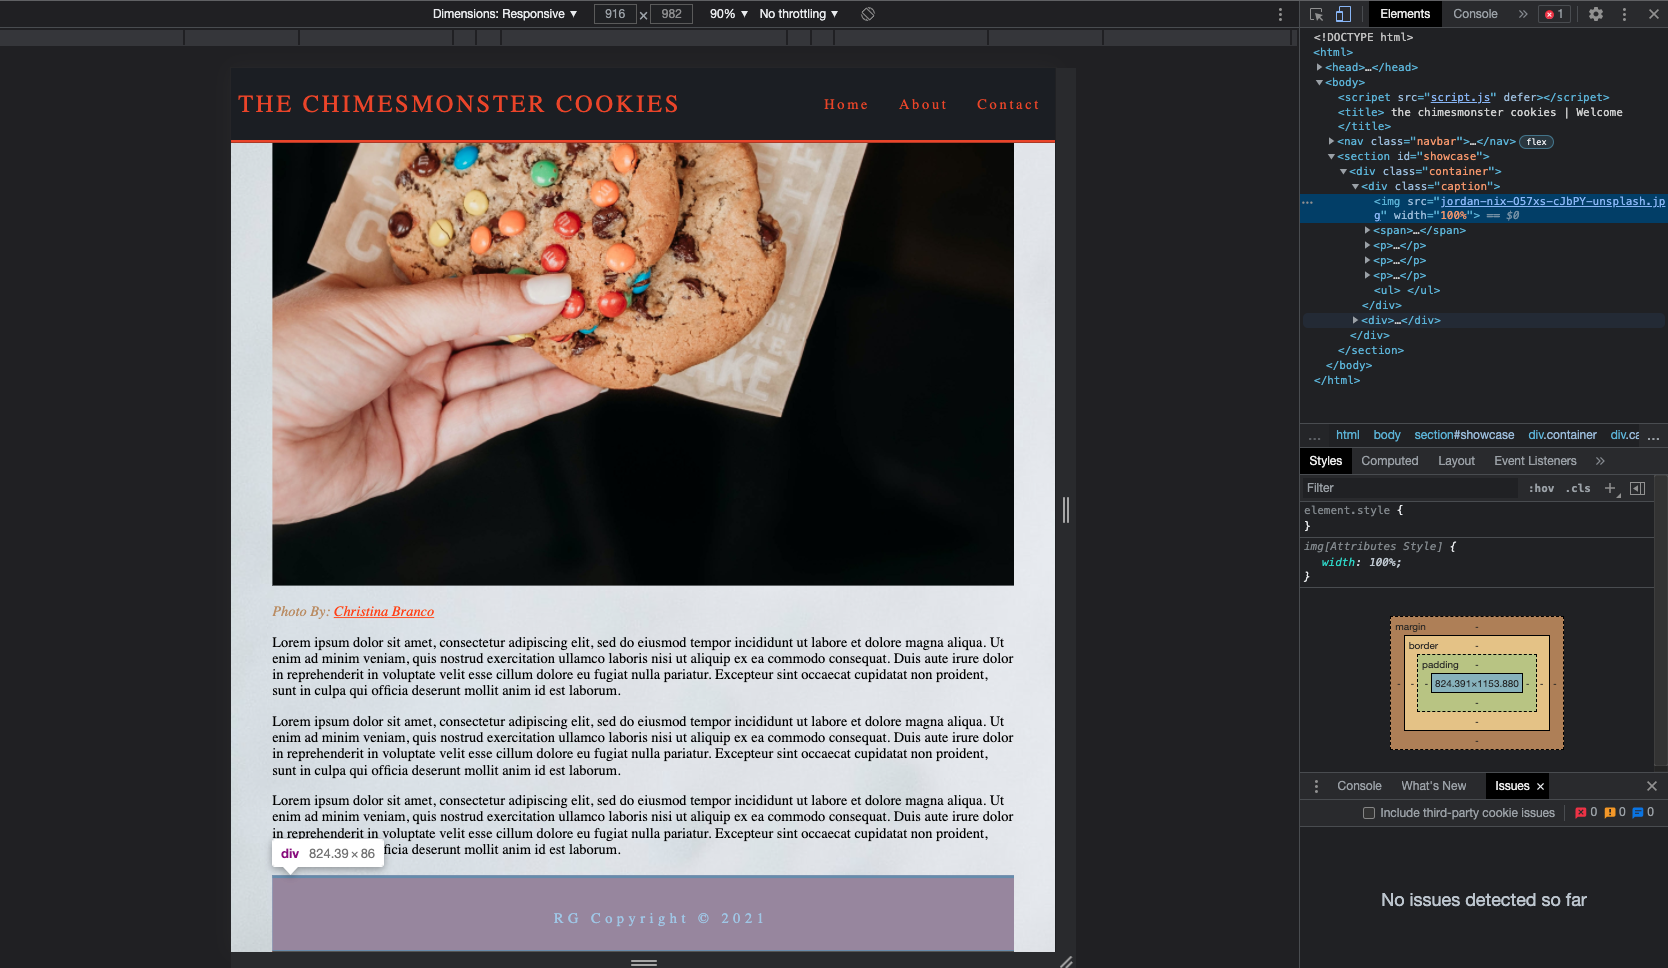 Dimensions: Responsive ▼ 916 × 982 90% ▼ No throttling ▼
Elements Console » 1
THE CHIMESMONSTER COOKIES Home About Contact
Photo By: Christina Branco
Lorem ipsum dolor sit amet, consectetur adipiscing elit, sed do eiusmod tempor incididunt ut labore et dolore magna aliqua. Ut
enim ad minim veniam, quis nostrud exercitation ullamco laboris nisi ut aliquip ex ea commodo consequat. Duis aute irure dolor
in reprehenderit in voluptate velit esse cillum dolore eu fugiat nulla pariatur. Excepteur sint occaecat cupidatat non proident,
sunt in culpa qui officia deserunt mollit anim id est laborum.
Lorem ipsum dolor sit amet, consectetur adipiscing elit, sed do eiusmod tempor incididunt ut labore et dolore magna aliqua. Ut
enim ad minim veniam, quis nostrud exercitation ullamco laboris nisi ut aliquip ex ea commodo consequat. Duis aute irure dolor
in reprehenderit in voluptate velit esse cillum dolore eu fugiat nulla pariatur. Excepteur sint occaecat cupidatat non proident,
sunt in culpa qui officia deserunt mollit anim id est laborum.
Lorem ipsum dolor sit amet, consectetur adipiscing elit, sed do eiusmod tempor incididunt ut labore et dolore magna aliqua. Ut
enim ad minim veniam, quis nostrud exercitation ullamco laboris nisi ut aliquip ex ea commodo consequat. Duis aute irure dolor
in reprehenderit in voluptate velit esse cillum dolore eu fugiat nulla pariatur. Excepteur sint occaecat cupidatat non proident,
ficia deserunt mollit anim id est laborum.
div 824.39 × 86
RG Copyright © 2021
<!DOCTYPE html>
<html>
<head>…</head>
<body>
<scripet src="script.js" defer></scripet>
<title> the chimesmonster cookies | Welcome
</title>
<nav class="navbar">…</nav> flex
<section id="showcase">
<div class="container">
<div class="caption">
<img src="jordan-nix-O57xs-cJbPY-unsplash.jp
g" width="100%"> == $0
<span>…</span>
<p>…</p>
<p>…</p>
<p>…</p>
<ul> </ul>
</div>
<div>…</div>
</div>
</section>
</body>
</html>
… html body section#showcase div.container div.ca …
Styles Computed Layout Event Listeners »
Filter :hov .cls +
element.style {
}
img[Attributes Style] {
width: 100%;
}
margin -
border -
padding -
- - - 824.391×1153.880 - - -
-
-
-
Console What's New Issues ×
Include third-party cookie issues 0 0 0
No issues detected so far